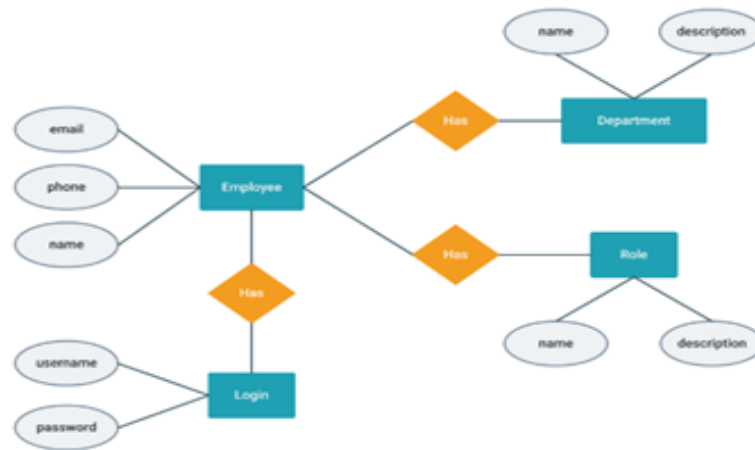 name
description
Has
Department
email
phone
name
Employee
Has
Role
Has
name
description
username
password
Login